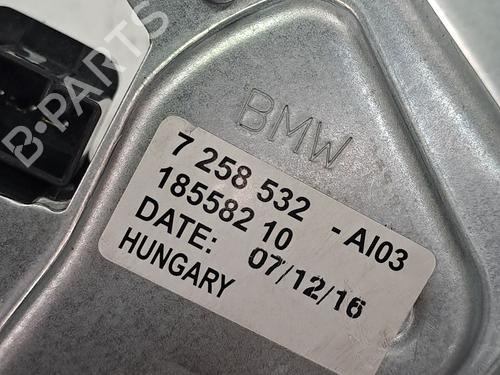 B-PARTS
BMW
7 258 532 - AI03
18558210
DATE: 07/12/16
HUNGARY